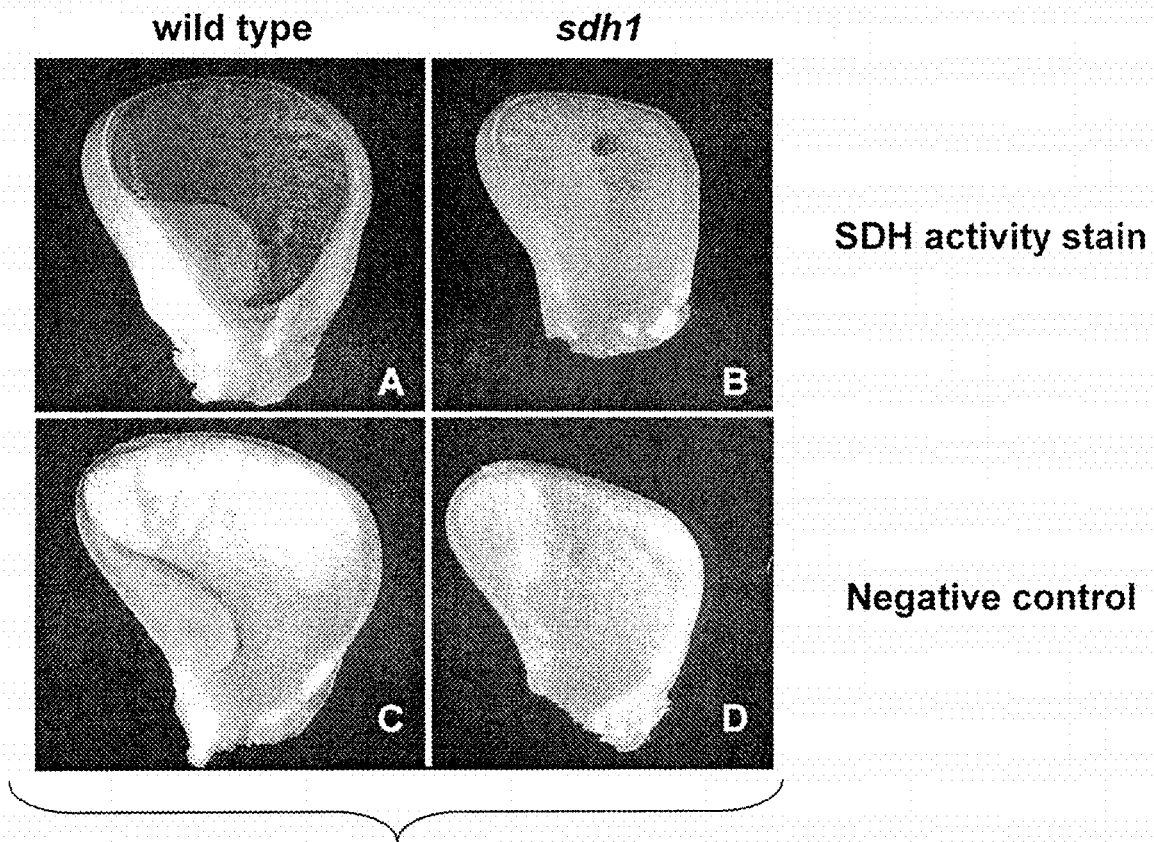 wild type sdh1
A B
SDH activity stain
C D
Negative control